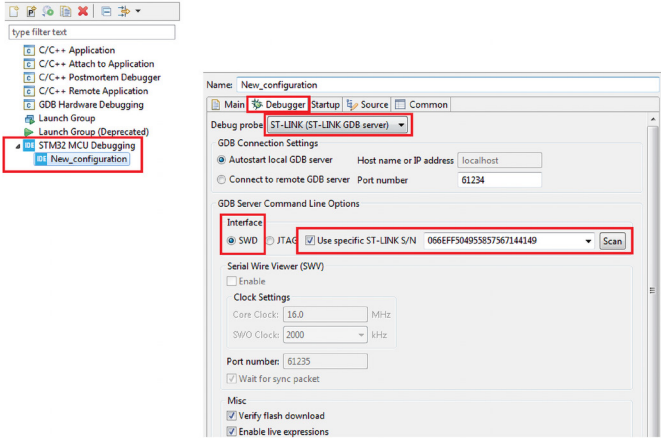 type filter text
C/C++ Application
C/C++ Attach to Application
C/C++ Postmortem Debugger
C/C++ Remote Application
GDB Hardware Debugging
Launch Group
Launch Group (Deprecated)
IDE STM32 MCU Debugging
IDE New_configuration
Name: New_configuration
Main Debugger Startup Source Common
Debug probe ST-LINK (ST-LINK GDB server)
GDB Connection Settings
Autostart local GDB server Host name or IP address localhost
Connect to remote GDB server Port number 61234
GDB Server Command Line Options
Interface
SWD JTAG Use specific ST-LINK S/N 066EFF504955857567144149 Scan
Serial Wire Viewer (SWV)
Enable
Clock Settings
Core Clock: 16.0 MHz
SWO Clock: 2000 kHz
Port number: 61235
Wait for sync packet
Misc
Verify flash download
Enable live expressions